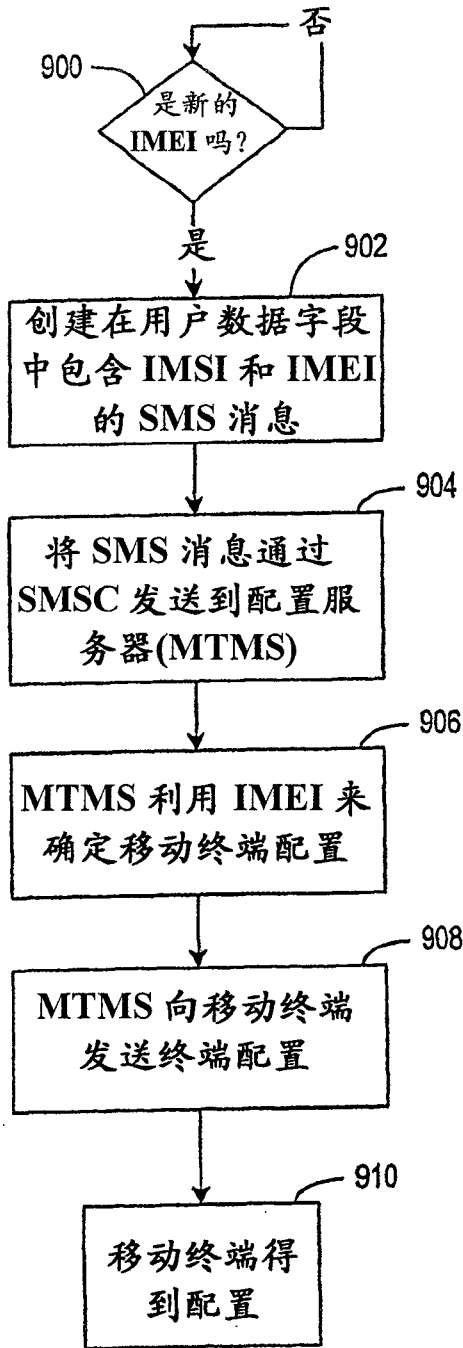 否
900
是新的
IMEI 吗?
是
902
创建在用户数据字段
中包含 IMSI 和 IMEI
的 SMS 消息
904
将 SMS 消息通过
SMSC 发送到配置服
务器(MTMS)
906
MTMS 利用 IMEI 来
确定移动终端配置
908
MTMS 向移动终端
发送终端配置
910
移动终端得
到配置